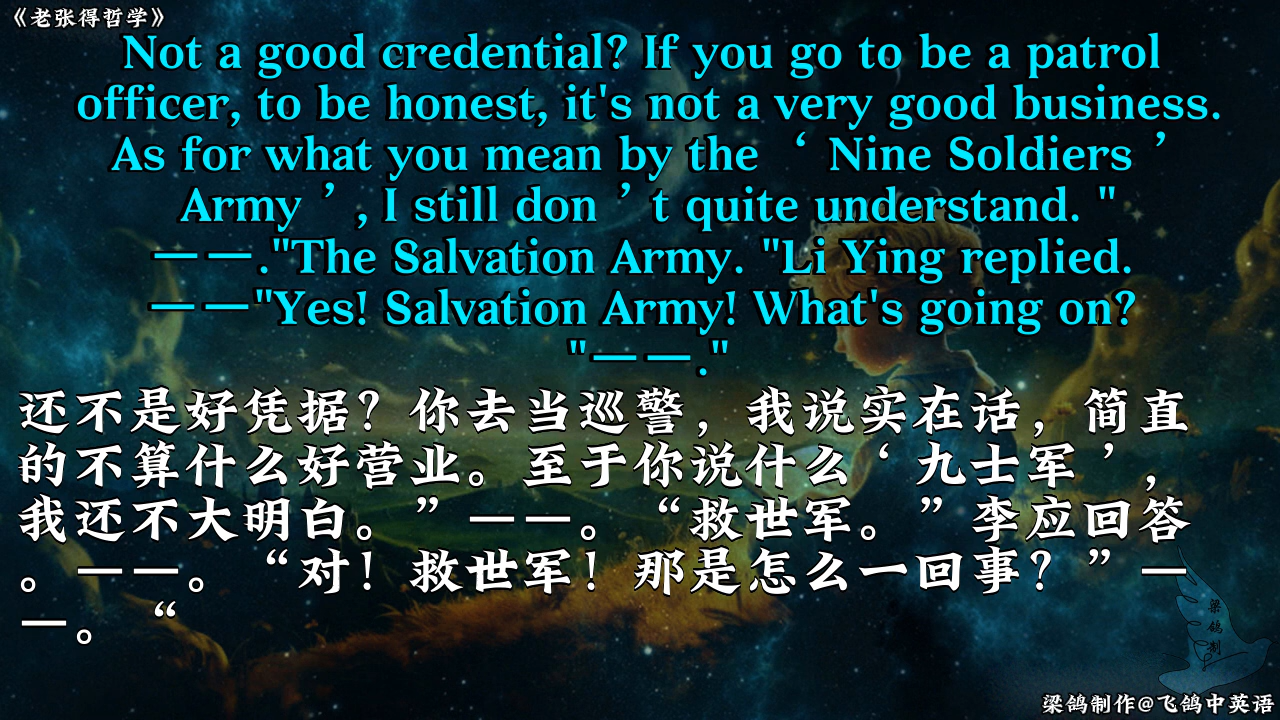 《老张得哲学》
Not a good credential? If you go to be a patrol
officer, to be honest, it's not a very good business.
As for what you mean by the ‘ Nine Soldiers ’
Army ’ , I still don ’ t quite understand. "
——."The Salvation Army. "Li Ying replied.
——"Yes! Salvation Army! What's going on?
"——."
还不是好凭据？你去当巡警，我说实在话，简直
的不算什么好营业。至于你说什么‘九士军’，
我还不大明白。”——。“救世军。”李应回答
。——。“对！救世军！那是怎么一回事？”—
—。“
梁鸽制
梁鸽制作@飞鸽中英语